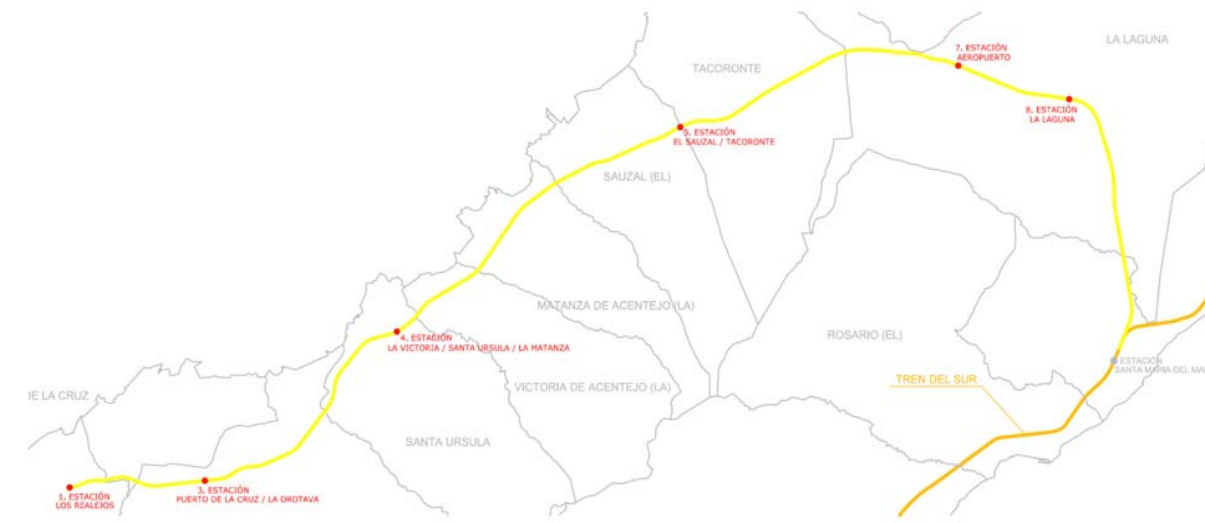 LA LAGUNA
7. ESTACIÓN
AEROPUERTO
TACORONTE
8. ESTACIÓN
LA LAGUNA
5. ESTACIÓN
EL SAUZAL / TACORONTE
SAUZAL (EL)
MATANZA DE ACENTEJO (LA)
ROSARIO (EL)
4. ESTACIÓN
LA VICTORIA / SANTA URSULA / LA MATANZA
ESTACIÓN
SANTA MARIA DEL MA
TREN DEL SUR
VICTORIA DE ACENTEJO (LA)
DE LA CRUZ
SANTA URSULA
3. ESTACIÓN
PUERTO DE LA CRUZ / LA OROTAVA
1. ESTACIÓN
LOS REALEJOS